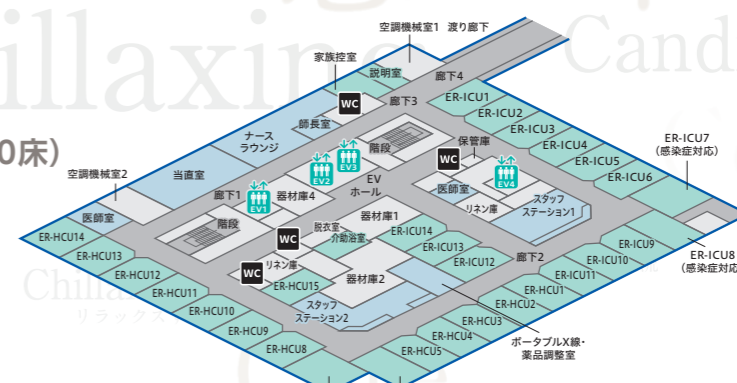 hillaxing
Cand
0床）
空調機械室1 渡り廊下
家族控室
説明室
廊下4
WC
廊下3
師長室
ナース
ラウンジ
階段
ER-ICU1
ER-ICU2
ER-ICU3
ER-ICU4
ER-ICU5
ER-ICU6
ER-ICU7
（感染症対応）
空調機械室2
当直室
EV3
EV2
EV1
WC
保管庫
EV4
医師室
リネン庫
スタッフ
ステーション1
EV
ホール
器材庫4
廊下1
医師室
階段
器材庫1
脱衣室
介助浴室
WC
ER-ICU14
ER-ICU13
ER-ICU12
廊下2
ER-ICU8
（感染症対応）
ER-ICU9
ER-ICU10
ER-ICU11
ER-HCU1
ER-HCU2
ER-HCU3
ER-HCU4
ER-HCU5
ER-HCU14
ER-HCU13
ER-HCU12
ER-HCU11
ER-HCU10
ER-HCU9
ER-HCU8
WC
リネン庫
ER-HCU15
器材庫2
スタッフ
ステーション2
ポータブルX線・
薬品調整室
Chilla
リラックス